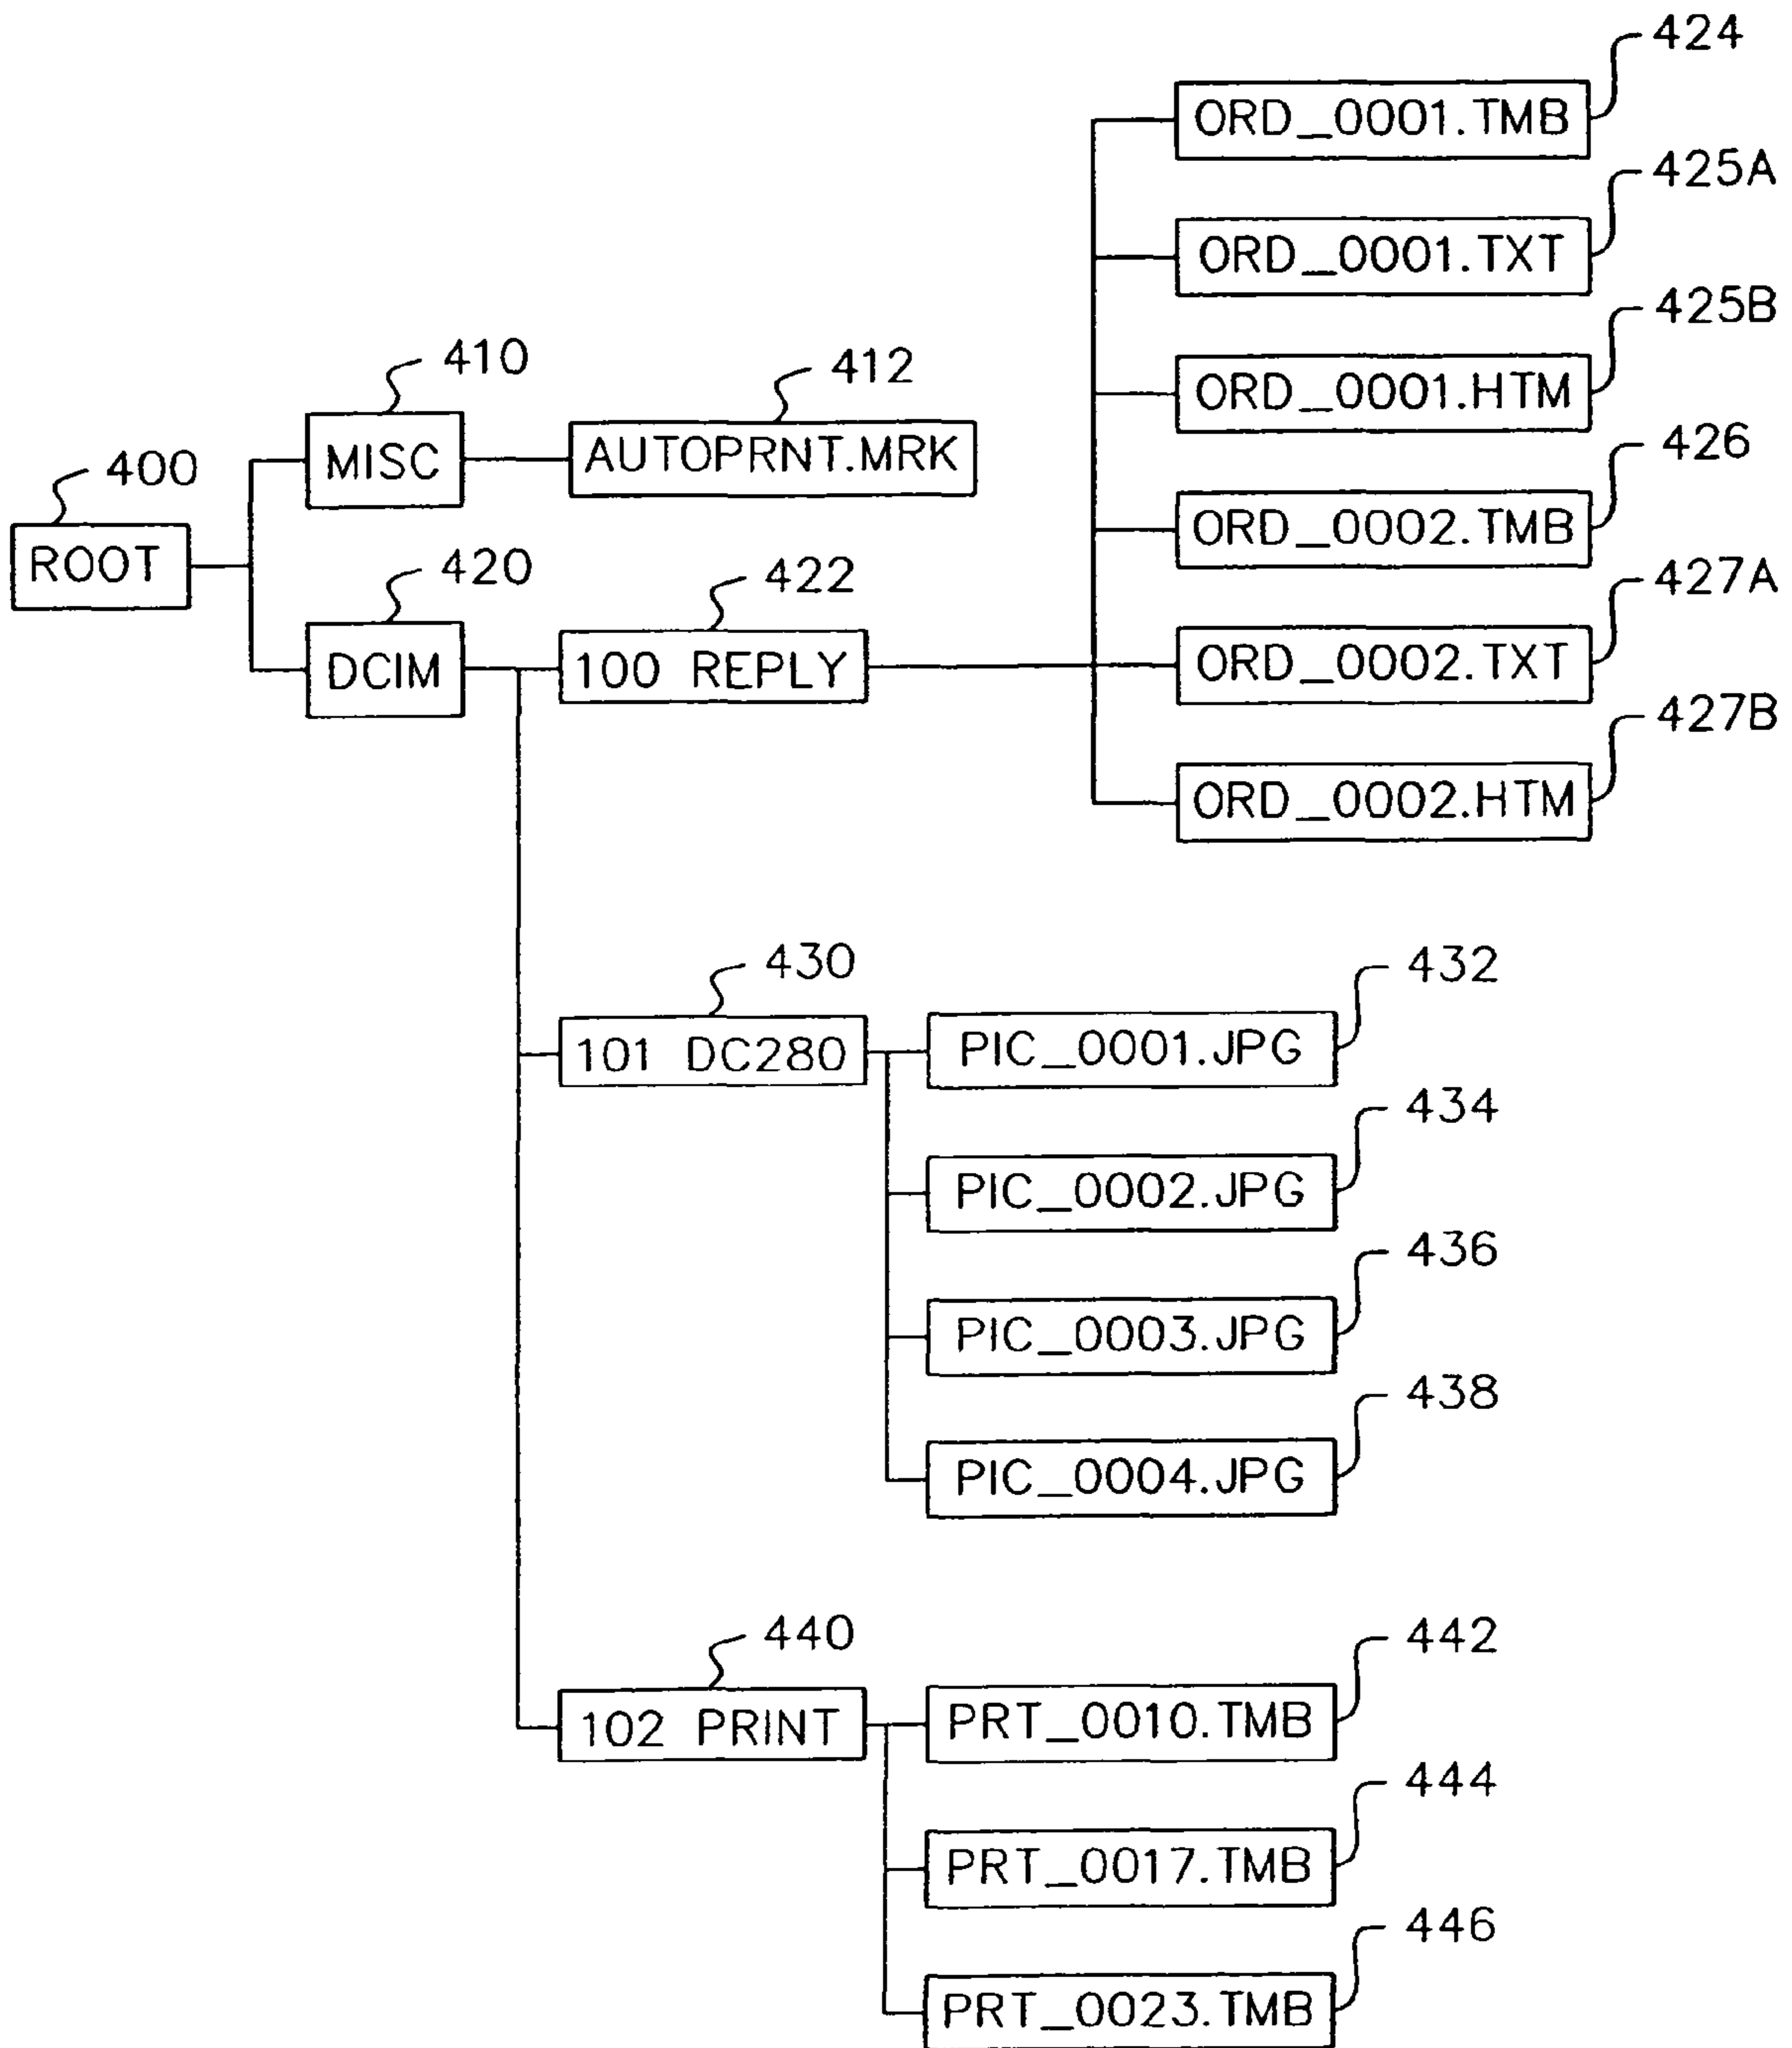 424
ORD_0001.TMB
425A
ORD_0001.TXT
425B
ORD_0001.HTM
426
ORD_0002.TMB
427A
ORD_0002.TXT
427B
ORD_0002.HTM
410
MISC
412
AUTOPRNT.MRK
400
ROOT
420
DCIM
422
100 REPLY
430
101 DC280
432
PIC_0001.JPG
434
PIC_0002.JPG
436
PIC_0003.JPG
438
PIC_0004.JPG
440
102 PRINT
442
PRT_0010.TMB
444
PRT_0017.TMB
446
PRT_0023.TMB